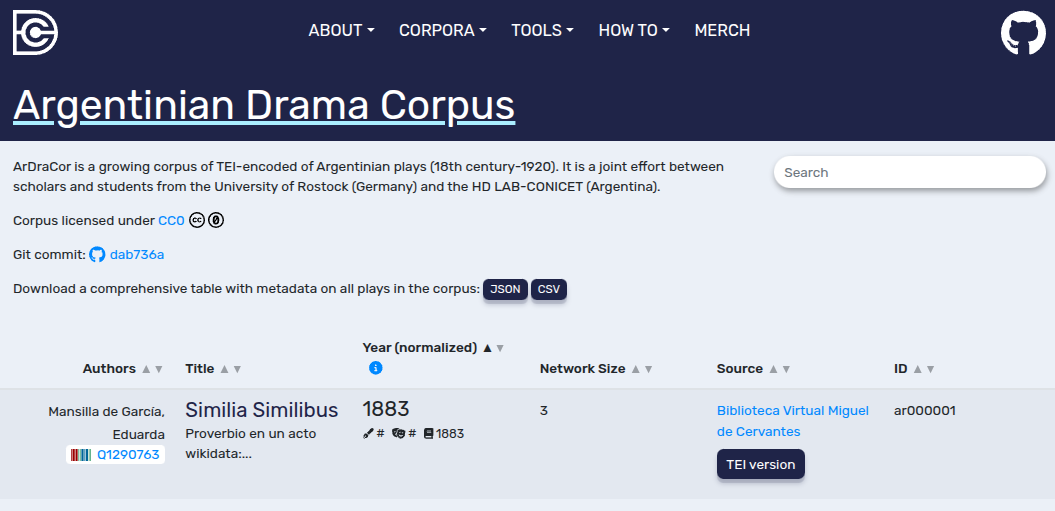 ABOUT CORPORA TOOLS HOW TO MERCH
Argentinian Drama Corpus
ArDraCor is a growing corpus of TEI-encoded of Argentinian plays (18th century-1920). It is a joint effort between
scholars and students from the University of Rostock (Germany) and the HD LAB-CONICET (Argentina).
Search
Corpus licensed under CC0
Git commit: dab736a
Download a comprehensive table with metadata on all plays in the corpus: JSON CSV
Authors ▲▼ Title ▲▼ Year (normalized) ▲▼ Network Size ▲▼ Source ▲▼ ID ▲▼
Mansilla de García,
Eduarda
Q1290763
Similia Similibus
Proverbio en un acto
wikidata:...
1883
# # 1883
3
Biblioteca Virtual Miguel
de Cervantes
TEI version
ar000001